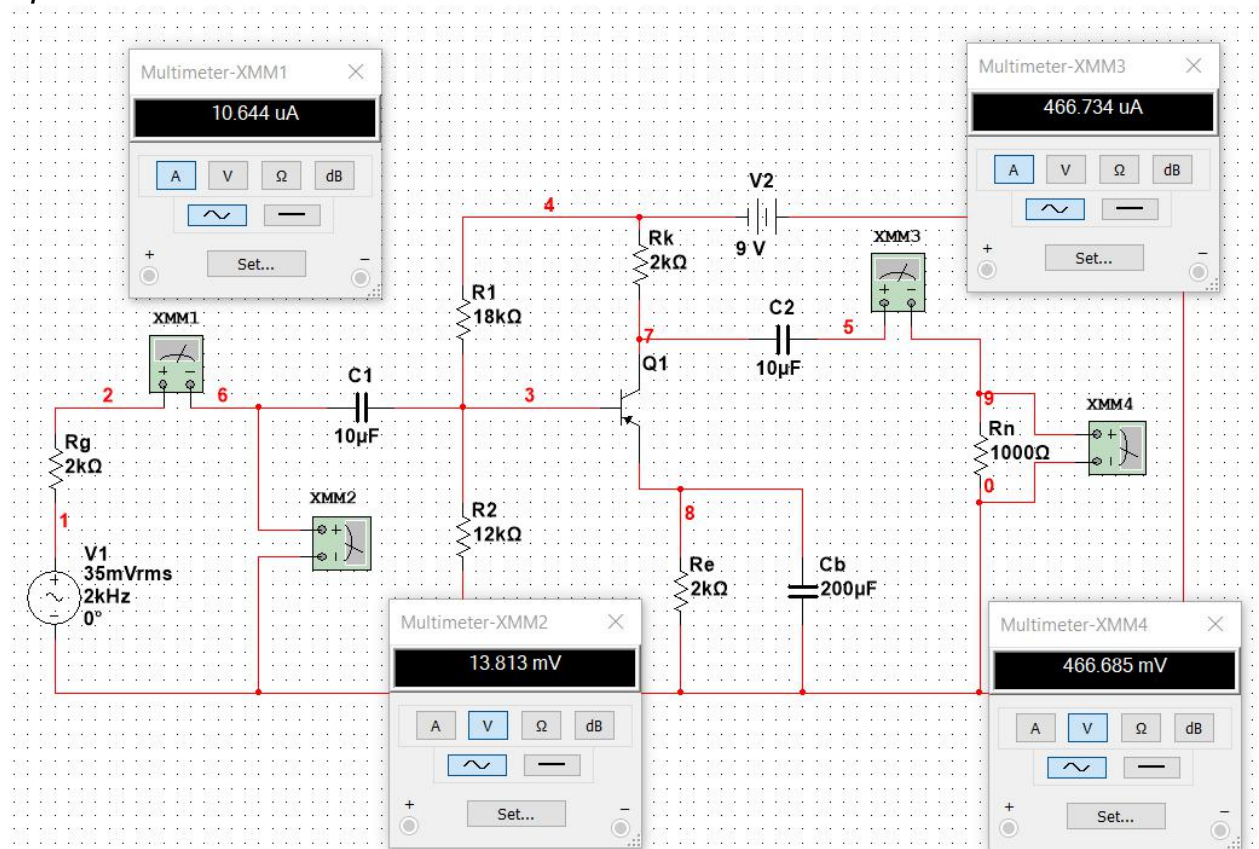 Multimeter-XMM1
10.644 uA
A V Ω dB
+ Set... –
Multimeter-XMM3
466.734 uA
A V Ω dB
+ Set... –
V2
9 V
4
Rk
2kΩ
XMM3
+ –
R1
18kΩ
C2
10µF
7
5
Q1
XMM1
+ –
2
6
C1
10µF
3
9
XMM4
+
Rn
1000Ω
0
Rg
2kΩ
1
XMM2
+
R2
12kΩ
8
V1
35mVrms
2kHz
0°
+
–
Re
2kΩ
Cb
200µF
Multimeter-XMM2
13.813 mV
A V Ω dB
+ Set... –
Multimeter-XMM4
466.685 mV
A V Ω dB
+ Set... –